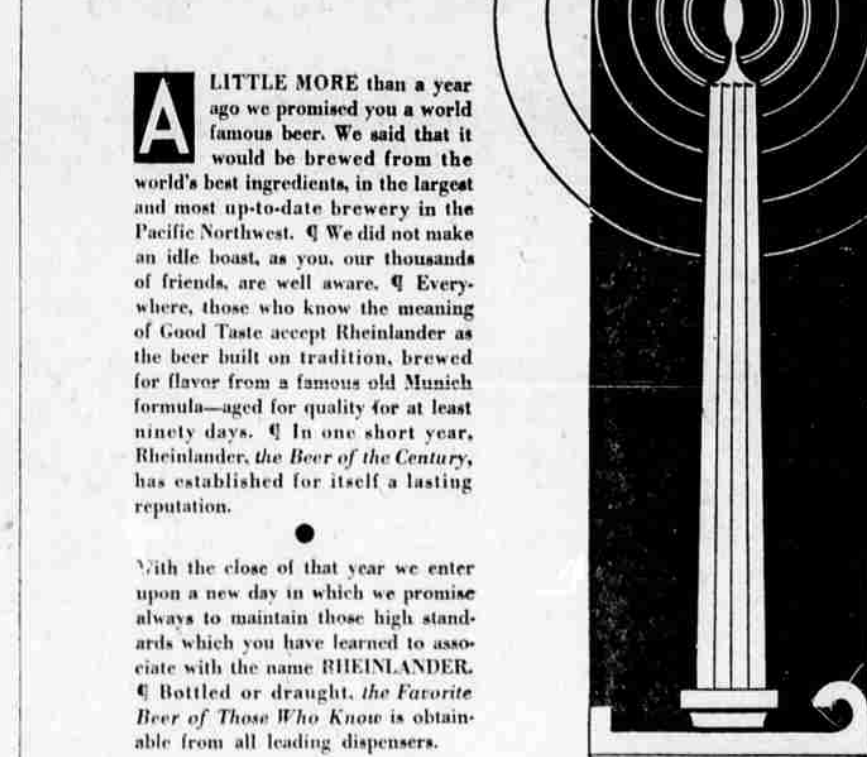 A LITTLE MORE than a year
ago we promised you a world
famous beer. We said that it
would be brewed from the
world's best ingredients, in the largest
and most up-to-date brewery in the
Pacific Northwest. ¶ We did not make
an idle boast, as you, our thousands
of friends, are well aware. ¶ Every-
where, those who know the meaning
of Good Taste accept Rheinlander as
the beer built on tradition, brewed
for flavor from a famous old Munich
formula—aged for quality for at least
ninety days. ¶ In one short year,
Rheinlander, the Beer of the Century,
has established for itself a lasting
reputation.
With the close of that year we enter
upon a new day in which we promise
always to maintain those high stand-
ards which you have learned to asso-
ciate with the name RHEINLANDER.
¶ Bottled or draught, the Favorite
Beer of Those Who Know is obtain-
able from all leading dispensers.